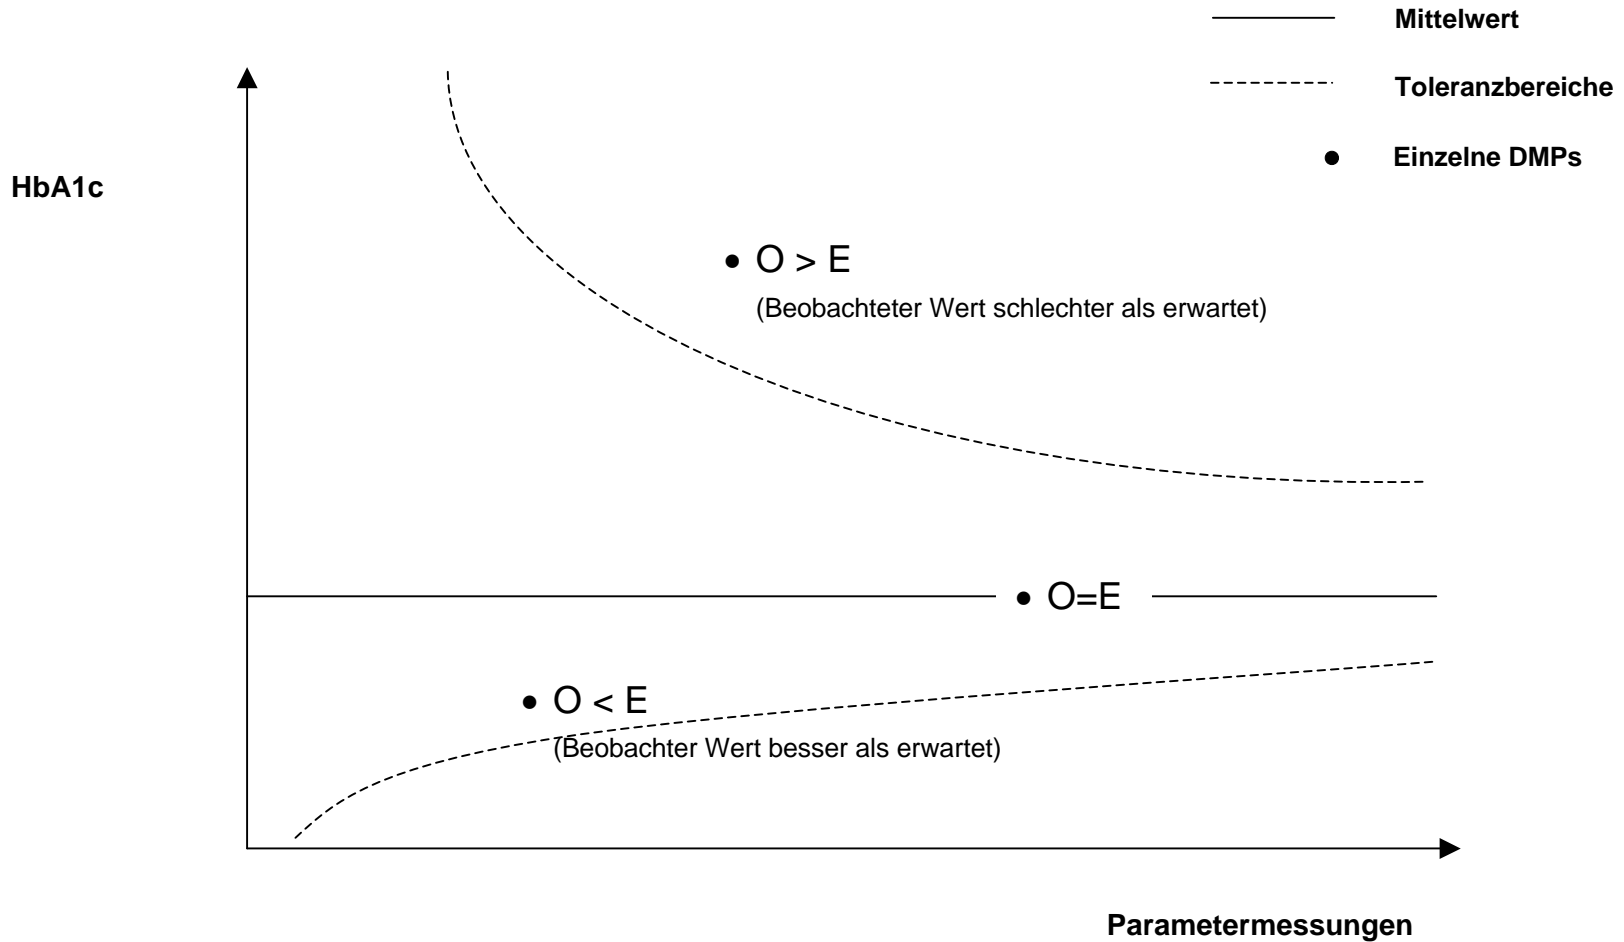 Mittelwert
Toleranzbereiche
Einzelne DMPs
HbA1c
O > E
(Beobachteter Wert schlechter als erwartet)
O=E
O < E
(Beobachter Wert besser als erwartet)
Parametermessungen